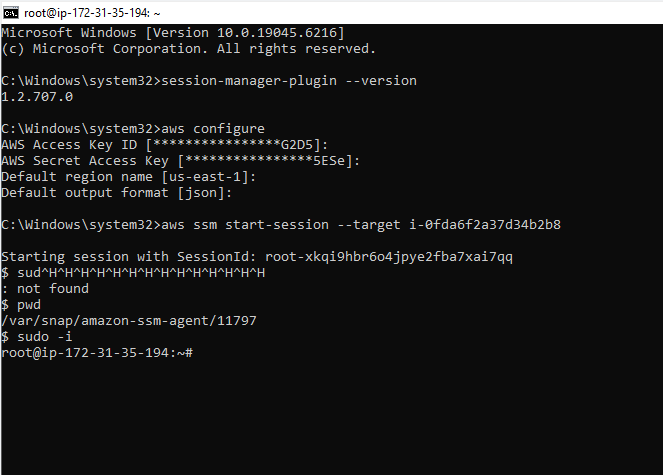 root@ip-172-31-35-194: ~
Microsoft Windows [Version 10.0.19045.6216]
(c) Microsoft Corporation. All rights reserved.
C:\Windows\system32>session-manager-plugin --version
1.2.707.0
C:\Windows\system32>aws configure
AWS Access Key ID [****************G2D5]:
AWS Secret Access Key [****************5ESe]:
Default region name [us-east-1]:
Default output format [json]:
C:\Windows\system32>aws ssm start-session --target i-0fda6f2a37d34b2b8
Starting session with SessionId: root-xkqi9hbr6o4jpye2fba7xai7qq
$ sud^H^H^H^H^H^H^H^H^H^H^H^H^H^H
: not found
$ pwd
/var/snap/amazon-ssm-agent/11797
$ sudo -i
root@ip-172-31-35-194:~#